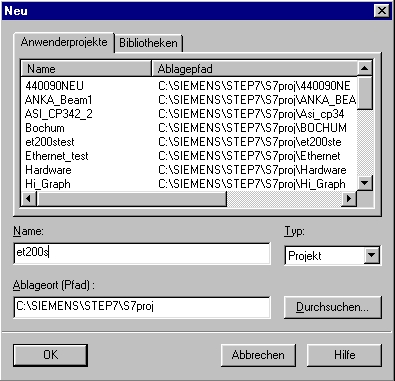 Neu
Anwenderprojekte Bibliotheken
Name Ablagepfad
440090NEU C:\SIEMENS\STEP7\S7proj\440090NE
ANKA_Beam1 C:\SIEMENS\STEP7\S7proj\ANKA_BEA
ASI_CP342_2 C:\SIEMENS\STEP7\S7proj\Asi_cp34
Bochum C:\SIEMENS\STEP7\S7proj\BOCHUM
et200stest C:\SIEMENS\STEP7\S7proj\et200ste
Ethernet_test C:\SIEMENS\STEP7\S7proj\Ethernet
Hardware C:\SIEMENS\STEP7\S7proj\Hardware
Hi_Graph C:\SIEMENS\STEP7\S7proj\Hi_Graph
Name: Typ:
et200s Projekt
Ablageort (Pfad) :
C:\SIEMENS\STEP7\S7proj Durchsuchen...
OK Abbrechen Hilfe